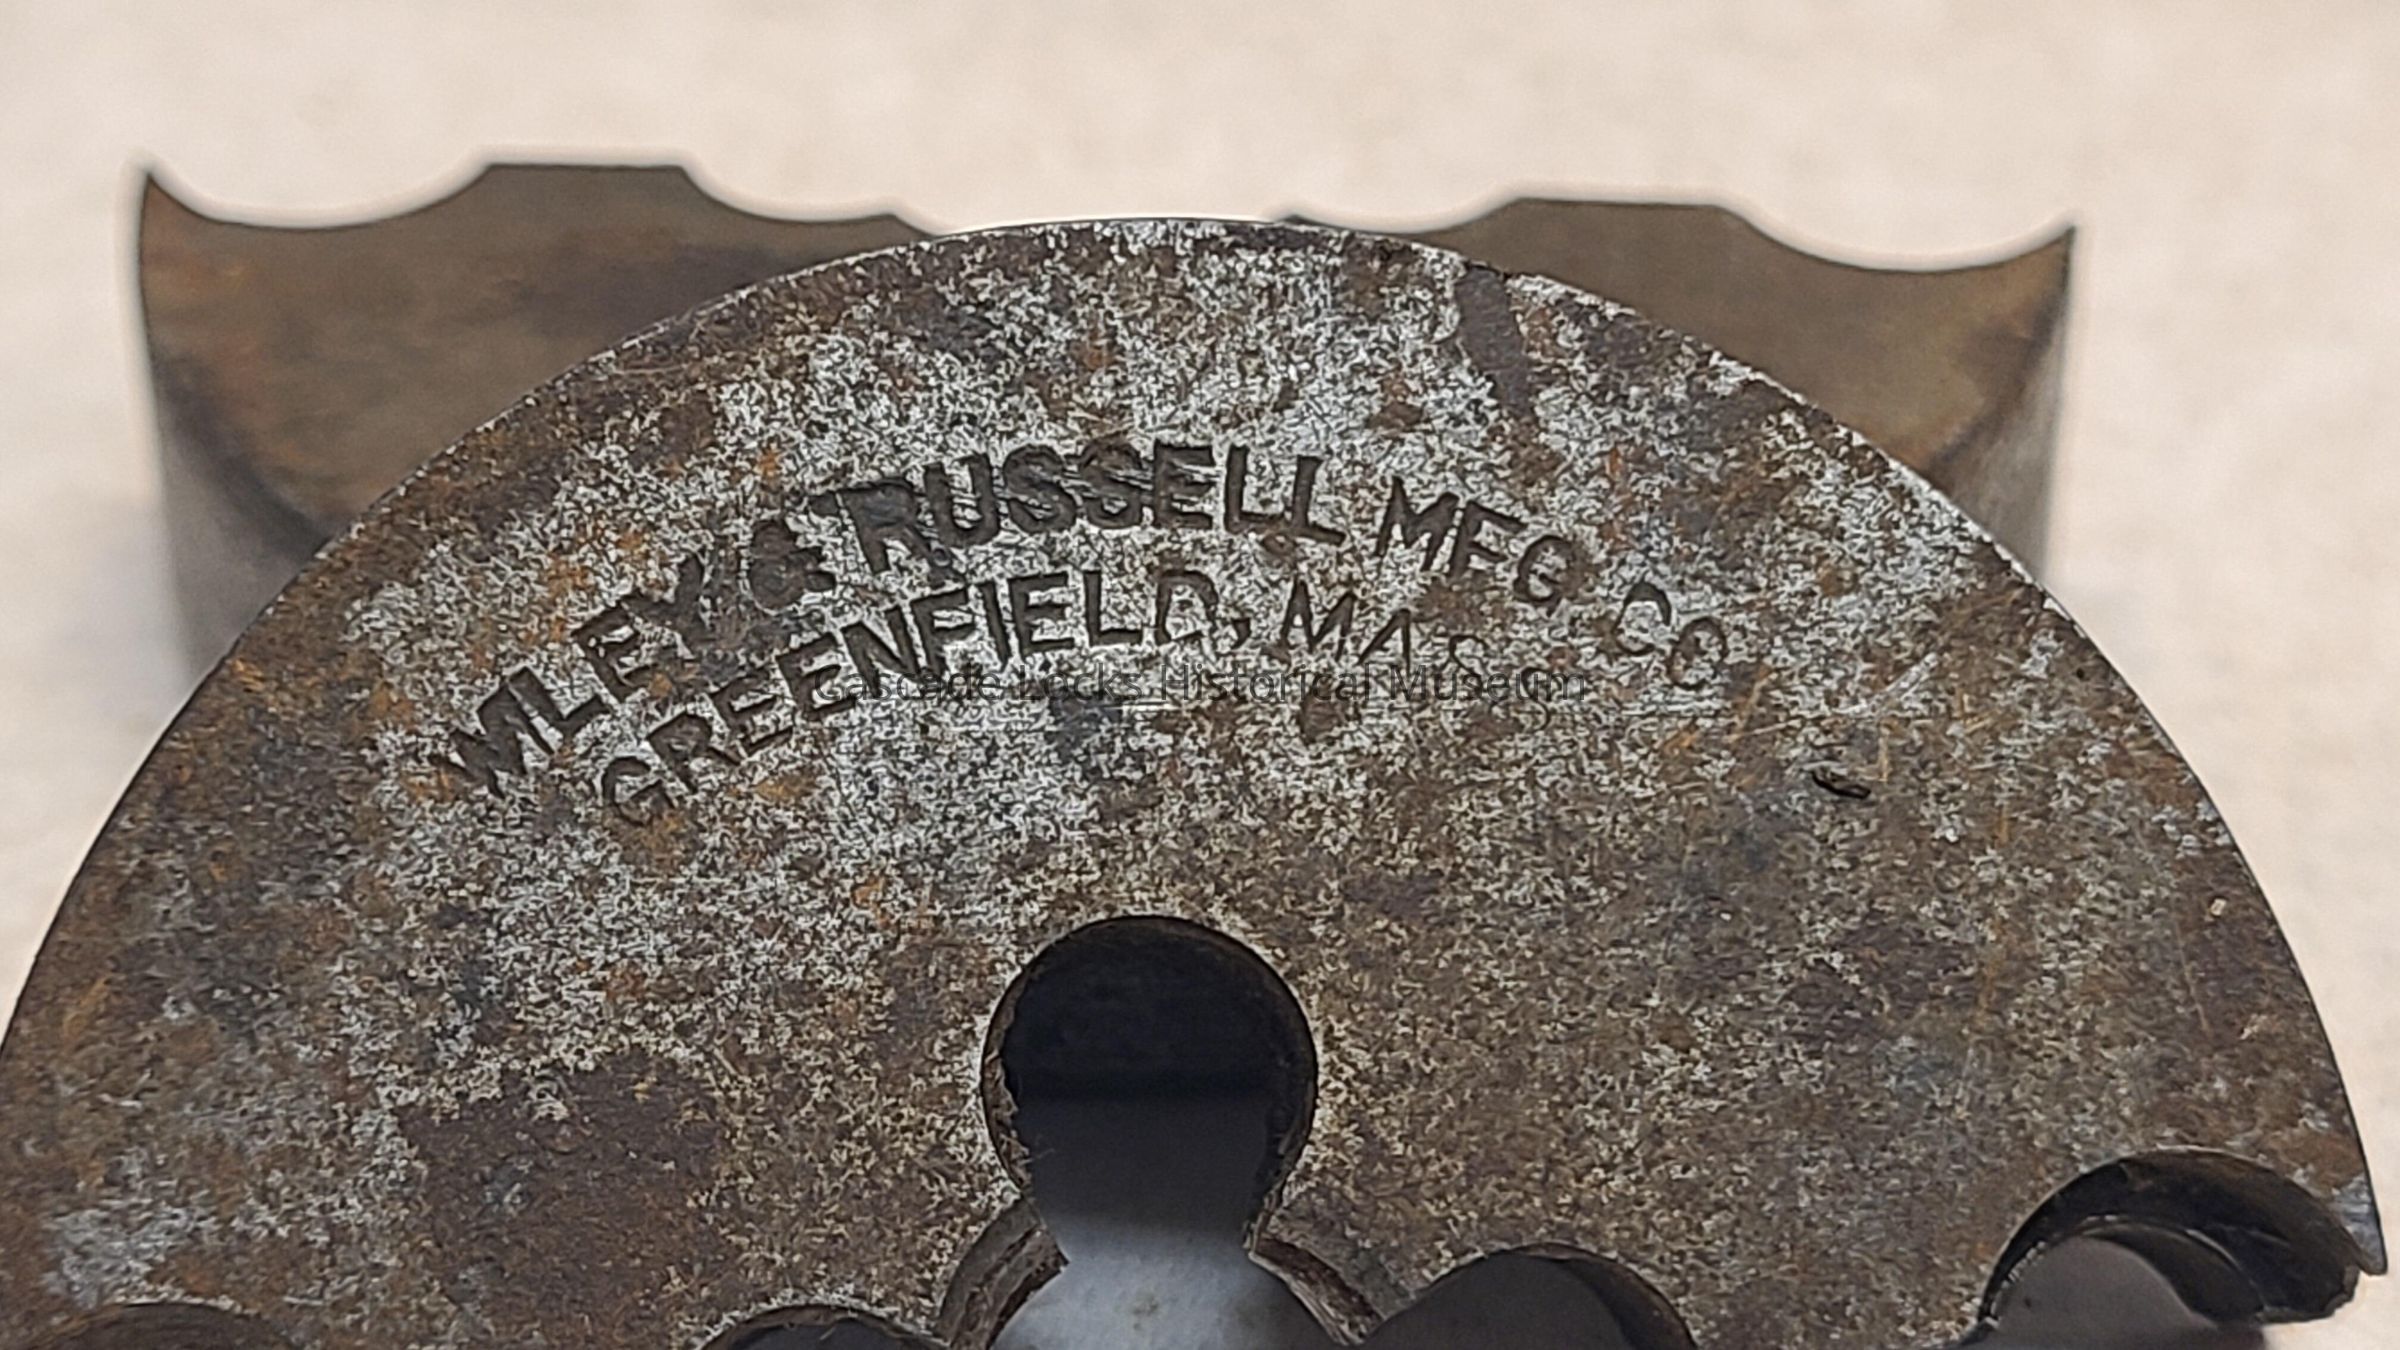 WILEY & RUSSELL MFG CO
GREENFIELD, MASS
Cascade Locks Historical Museum